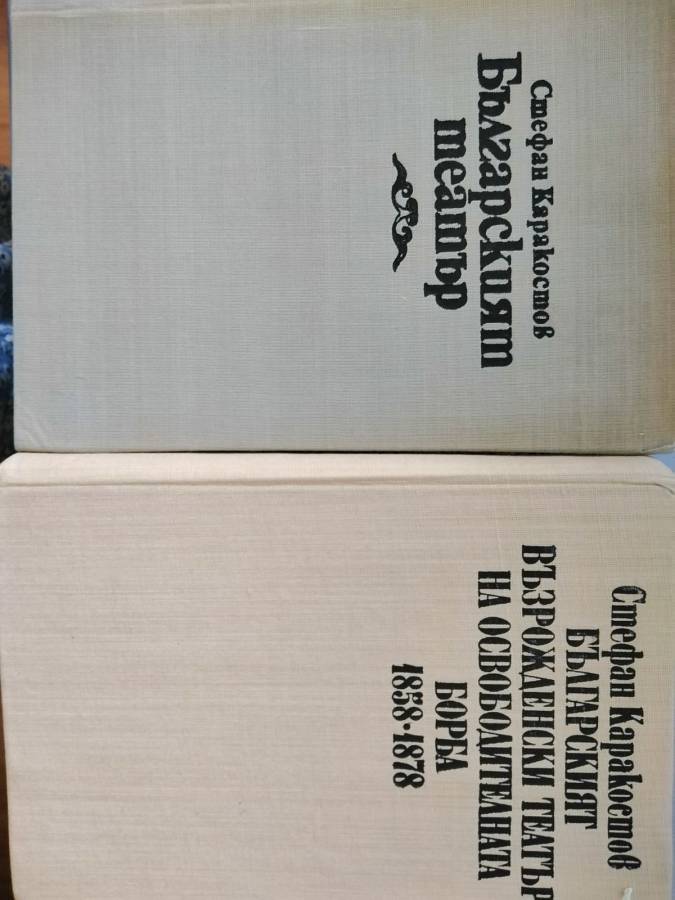 Стефан Каракостов
Българският
театър
Стефан Каракостов
БЪЛГАРСКИЯТ
ВЪЗРОЖДЕНСКИ ТЕАТЪР
НА ОСВОБОДИТЕЛНАТА
БОРБА
1858·1878